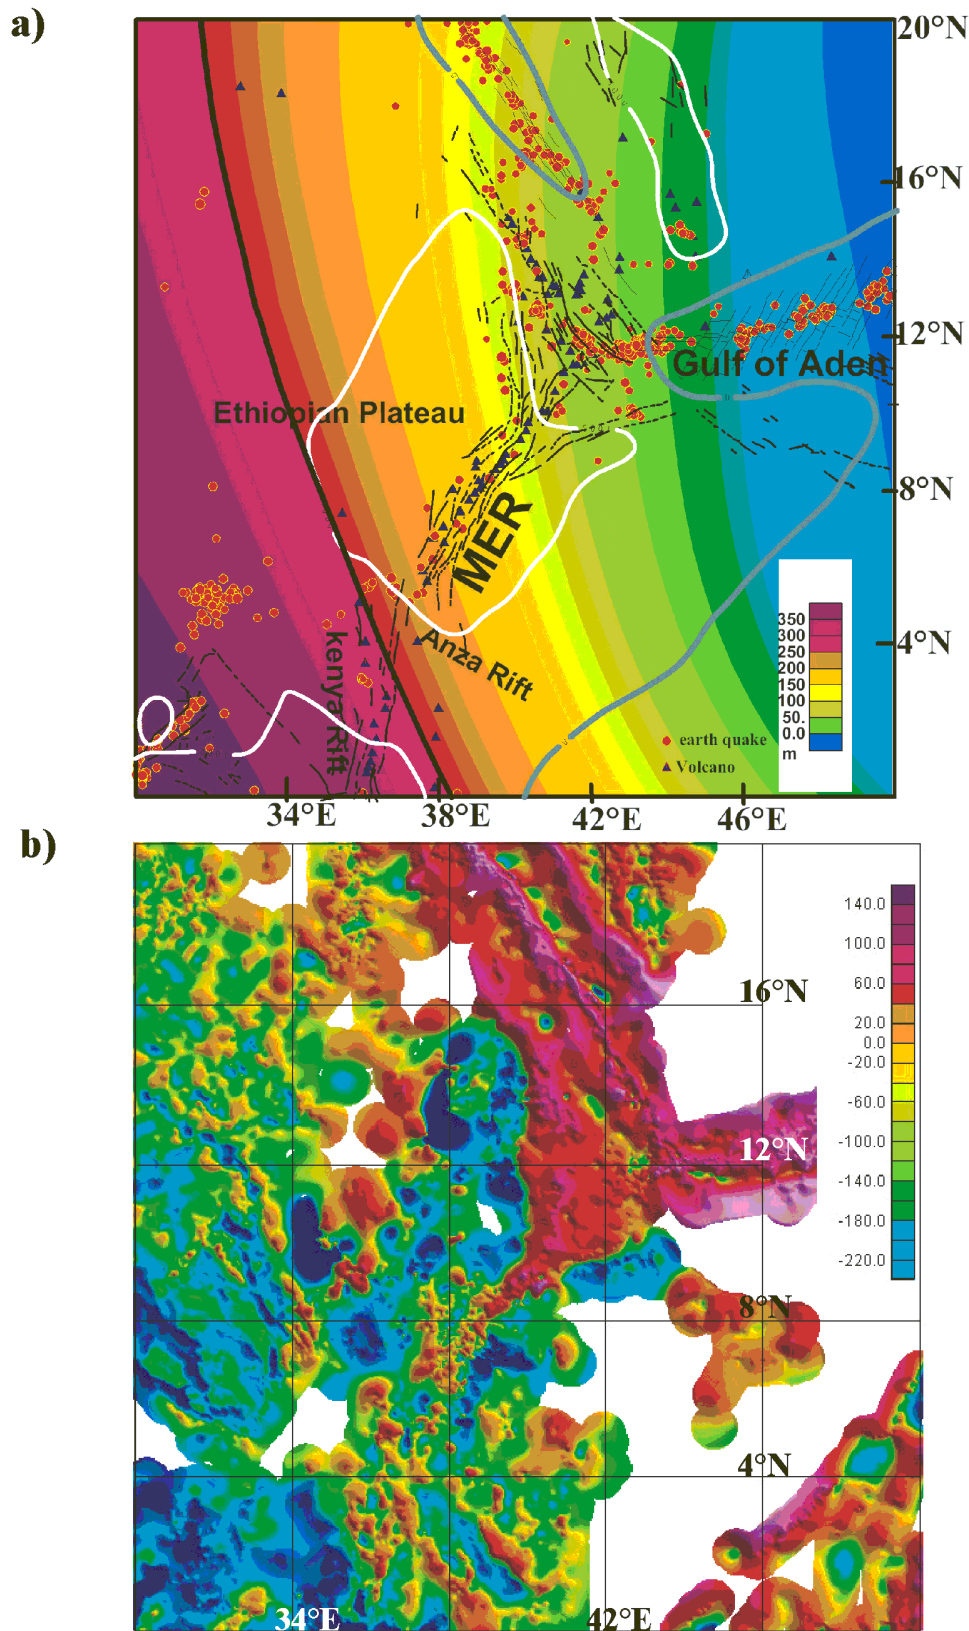 a)
20°N
16°N
12°N
Gulf of Aden
Ethiopian Plateau
8°N
MER
4°N
kenya Rift
Anza Rift
350
300
250
200
150
100
50.
0.0
m
earth quake
Volcano
34°E
38°E
42°E
46°E
b)
140.0
100.0
60.0
20.0
0.0
-20.0
-60.0
-100.0
-140.0
-180.0
-220.0
16°N
12°N
8°N
4°N
34°E
42°E